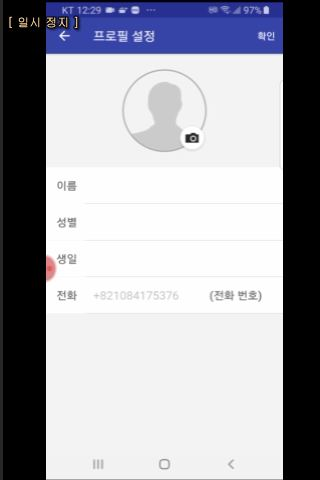 KT 12:29 97%
[ 일시 정지 ]
프로필 설정 확인
이름
성별
생일
전화 +821084175376 (전화 번호)